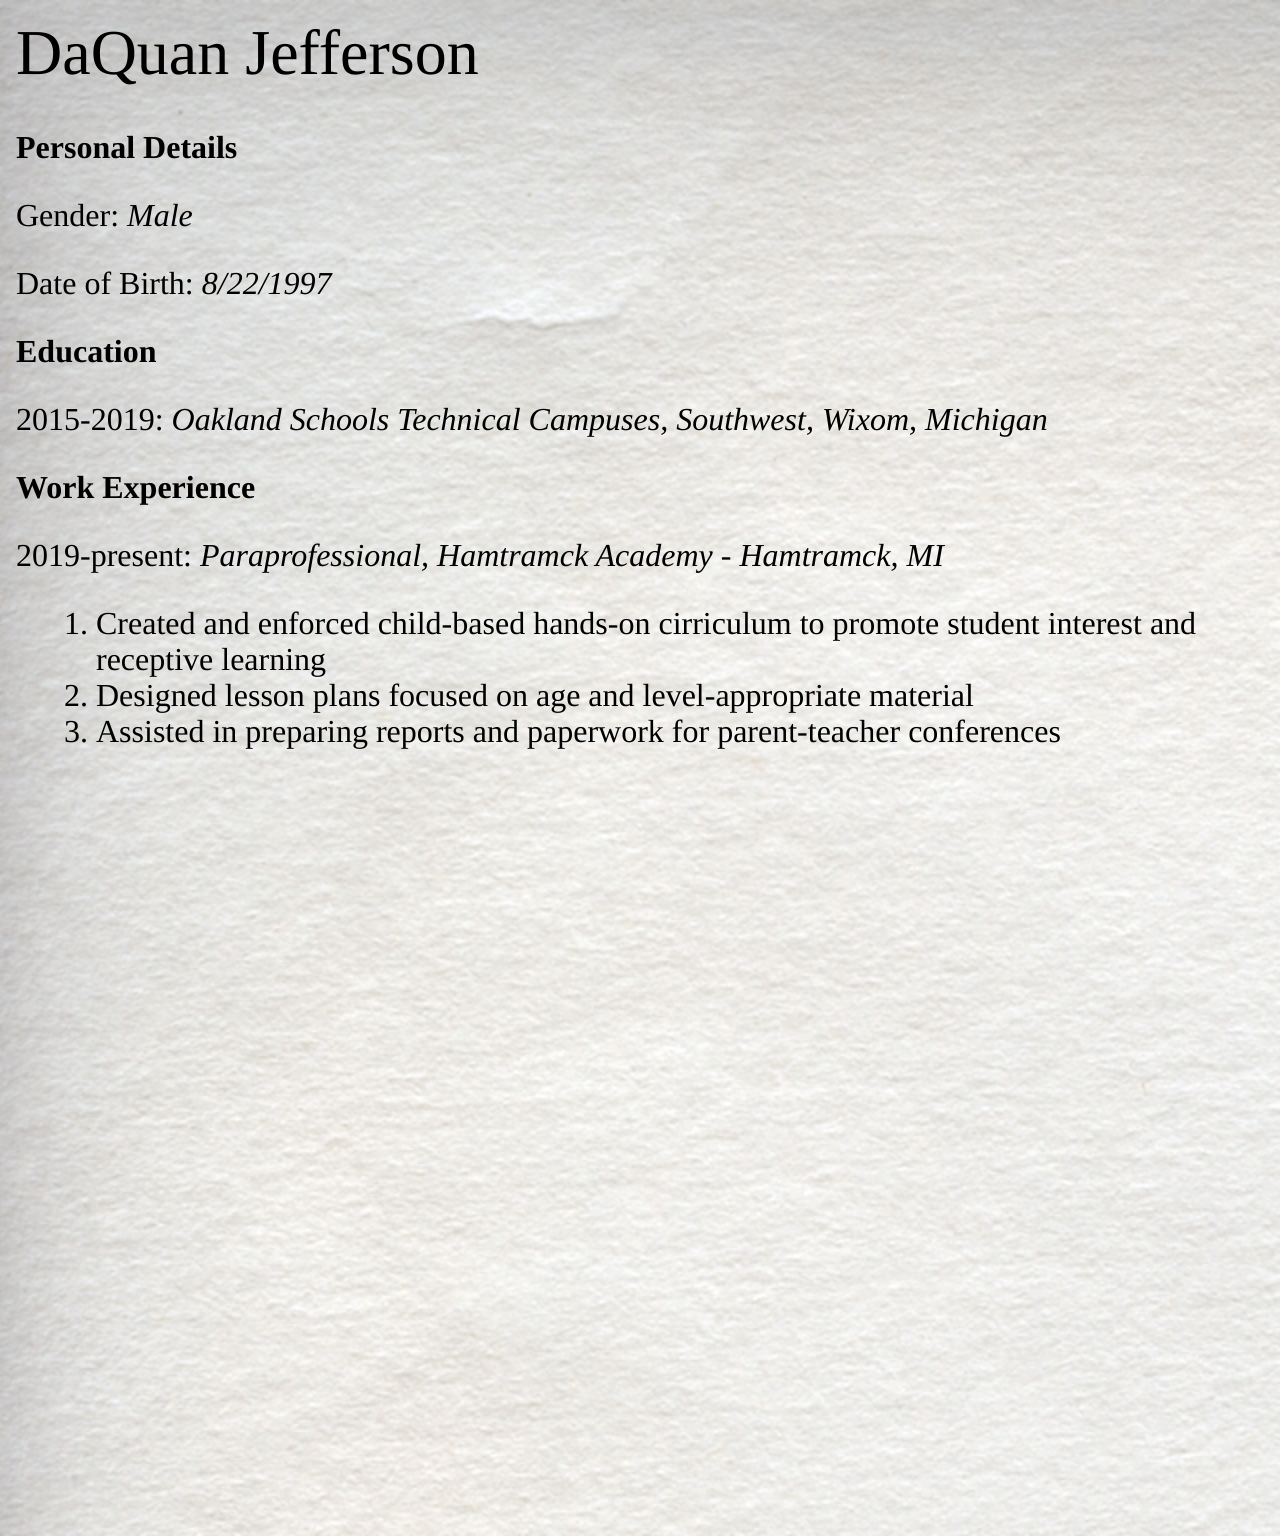 DaQuan Jefferson
Personal Details
Gender: Male
Date of Birth: 8/22/1997
Education
2015-2019: Oakland Schools Technical Campuses, Southwest, Wixom, Michigan
Work Experience
2019-present: Paraprofessional, Hamtramck Academy - Hamtramck, MI
1. Created and enforced child-based hands-on cirriculum to promote student interest and
receptive learning
2. Designed lesson plans focused on age and level-appropriate material
3. Assisted in preparing reports and paperwork for parent-teacher conferences